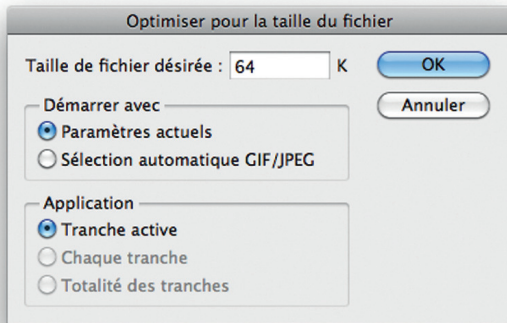 Optimiser pour la taille du fichier
Taille de fichier désirée : 64 K
OK
Annuler
Démarrer avec
Paramètres actuels
Sélection automatique GIF/JPEG
Application
Tranche active
Chaque tranche
Totalité des tranches